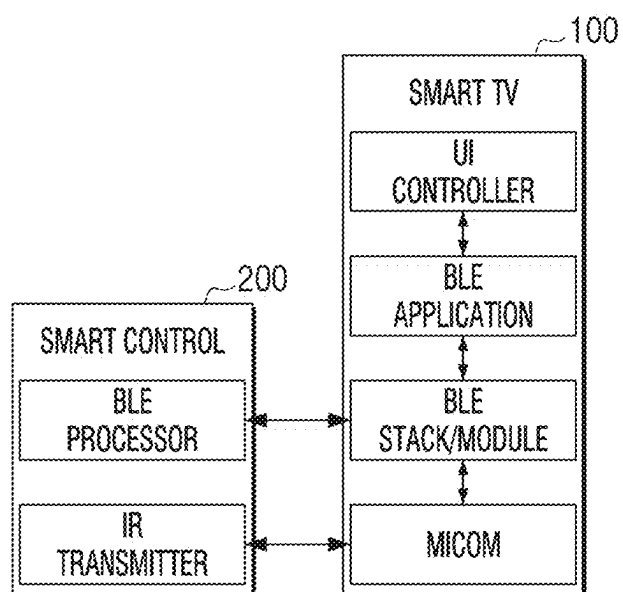 100
SMART TV
UI
CONTROLLER
BLE
APPLICATION
BLE
STACK/MODULE
MICOM
200
SMART CONTROL
BLE
PROCESSOR
IR
TRANSMITTER